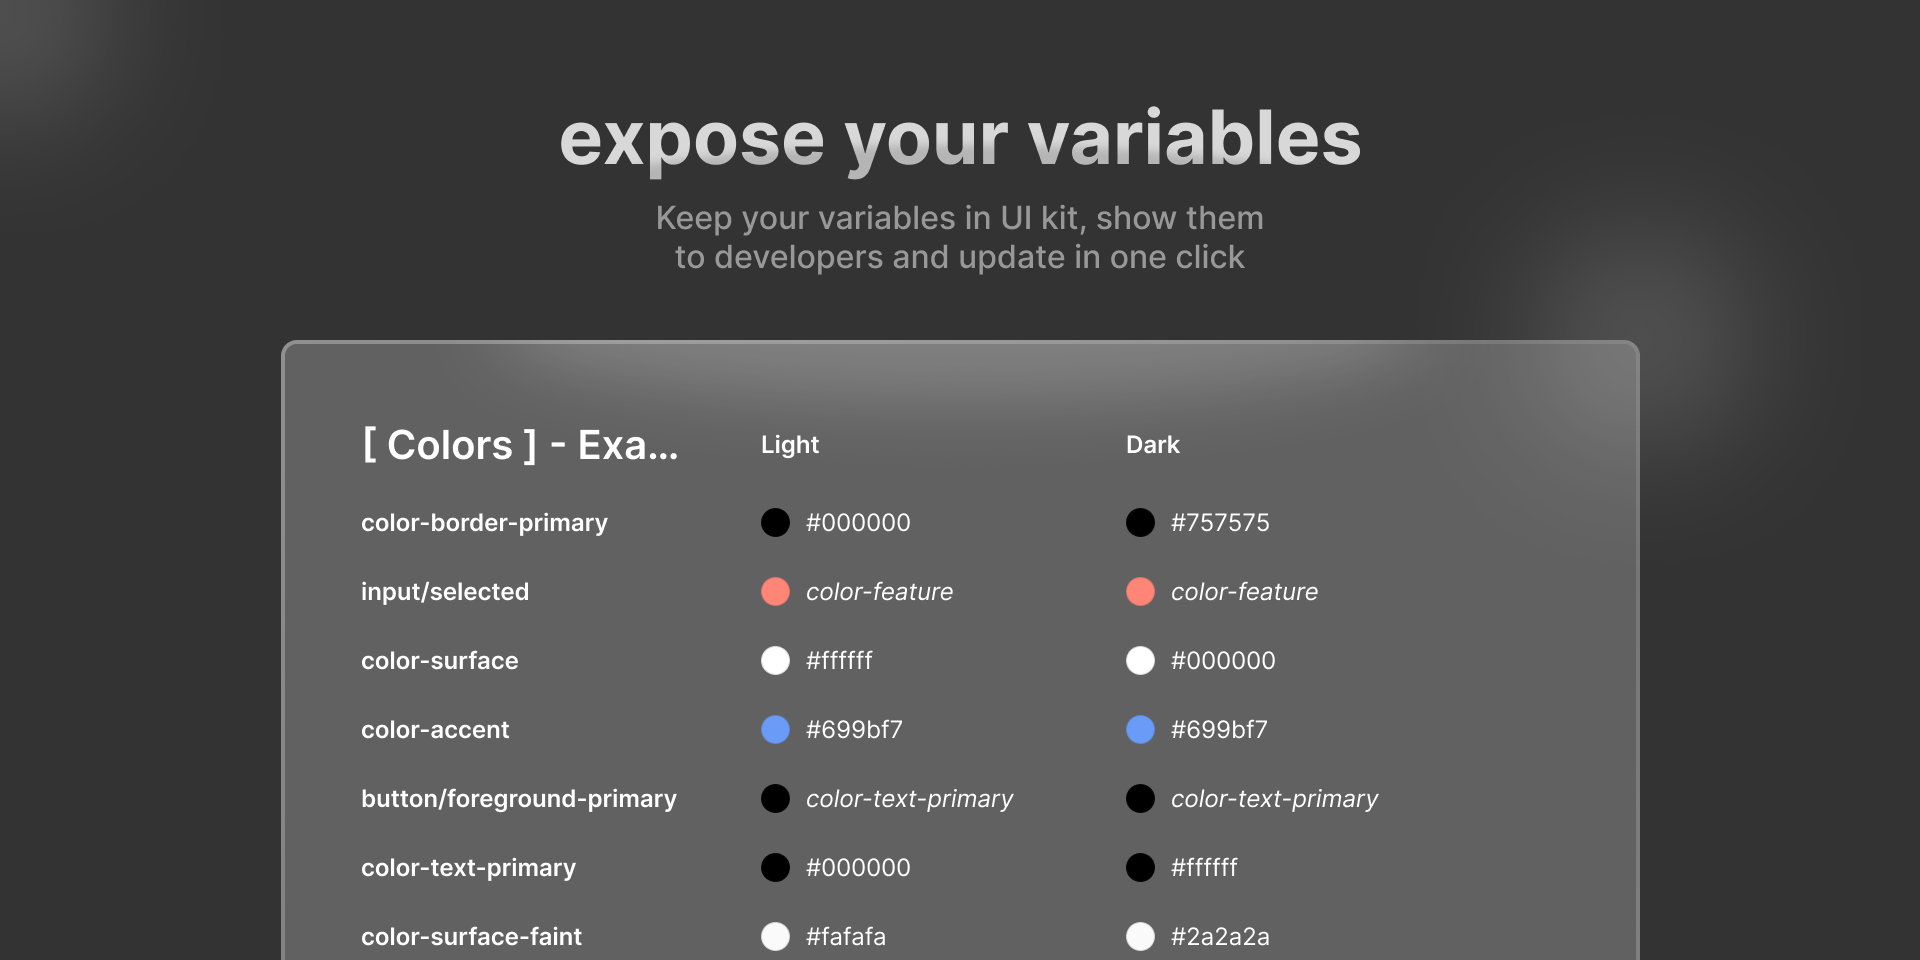 expose your variables
Keep your variables in UI kit, show them
to developers and update in one click
[ Colors ] - Exa... Light Dark
color-border-primary #000000 #757575
input/selected color-feature color-feature
color-surface #ffffff #000000
color-accent #699bf7 #699bf7
button/foreground-primary color-text-primary color-text-primary
color-text-primary #000000 #ffffff
color-surface-faint #fafafa #2a2a2a